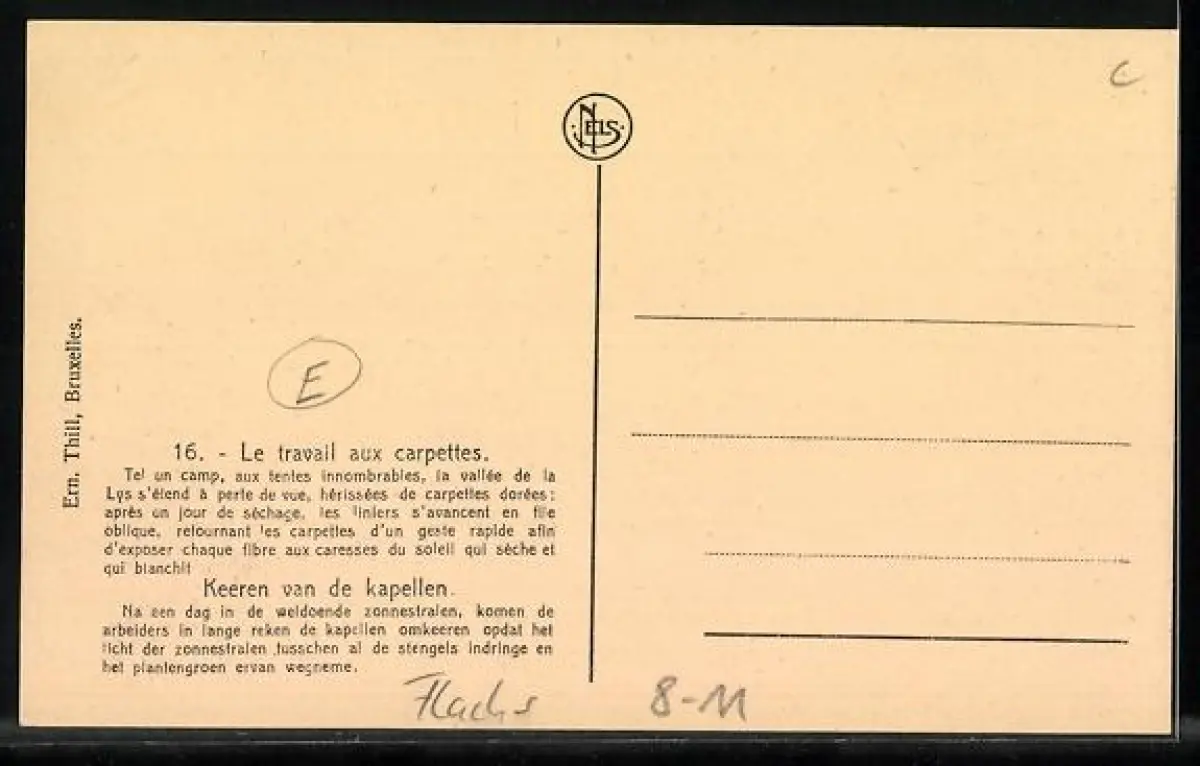 C
NELS
E
Ern. Thill, Bruxelles.
16. - Le travail aux carpettes.
Tel un camp, aux tentes innombrables, la vallée de la
Lys s'étend à perte de vue, hérissées de carpettes dorées;
après un jour de séchage, les liniers s'avancent en file
oblique, retournant les carpettes d'un geste rapide afin
d'exposer chaque fibre aux caresses du soleil qui sèche et
qui blanchit
Keeren van de kapellen.
Na een dag in de weldoende zonnestralen, komen de
arbeiders in lange reken de kapellen omkeeren opdat het
licht der zonnestralen tusschen al de stengels indringe en
het plantengroen ervan wegneme.
Flachs
8-11